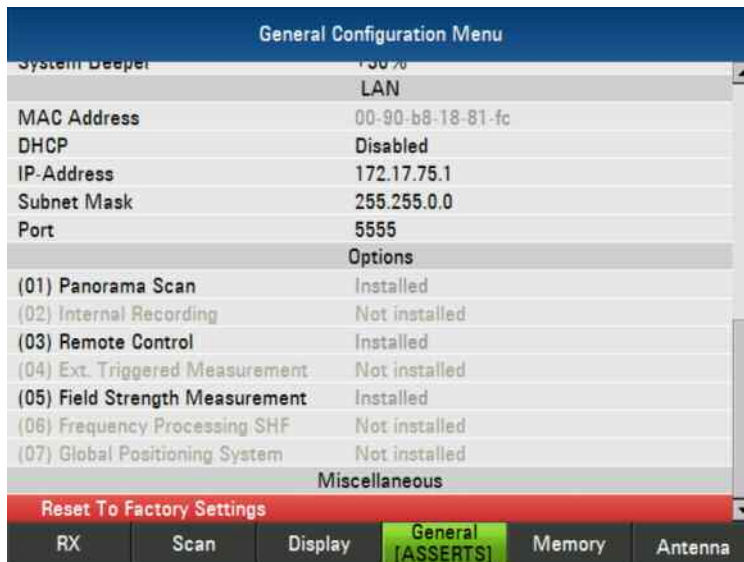 General Configuration Menu
System Beeper +50%
LAN
MAC Address 00-90-b8-18-81-fc
DHCP Disabled
IP-Address 172.17.75.1
Subnet Mask 255.255.0.0
Port 5555
Options
(01) Panorama Scan Installed
(02) Internal Recording Not installed
(03) Remote Control Installed
(04) Ext. Triggered Measurement Not installed
(05) Field Strength Measurement Installed
(06) Frequency Processing SHF Not installed
(07) Global Positioning System Not installed
Miscellaneous
Reset To Factory Settings
RX Scan Display General [ASSERTS] Memory Antenna